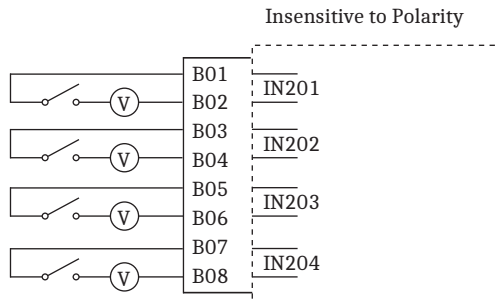 Insensitive to Polarity
B01
IN201
V
B02
B03
IN202
V
B04
B05
IN203
V
B06
B07
IN204
V
B08